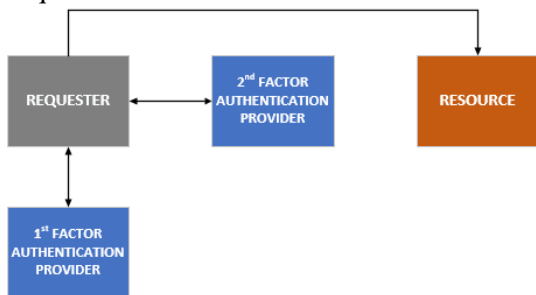 REQUESTER
2nd FACTOR
AUTHENTICATION
PROVIDER
RESOURCE
1st FACTOR
AUTHENTICATION
PROVIDER